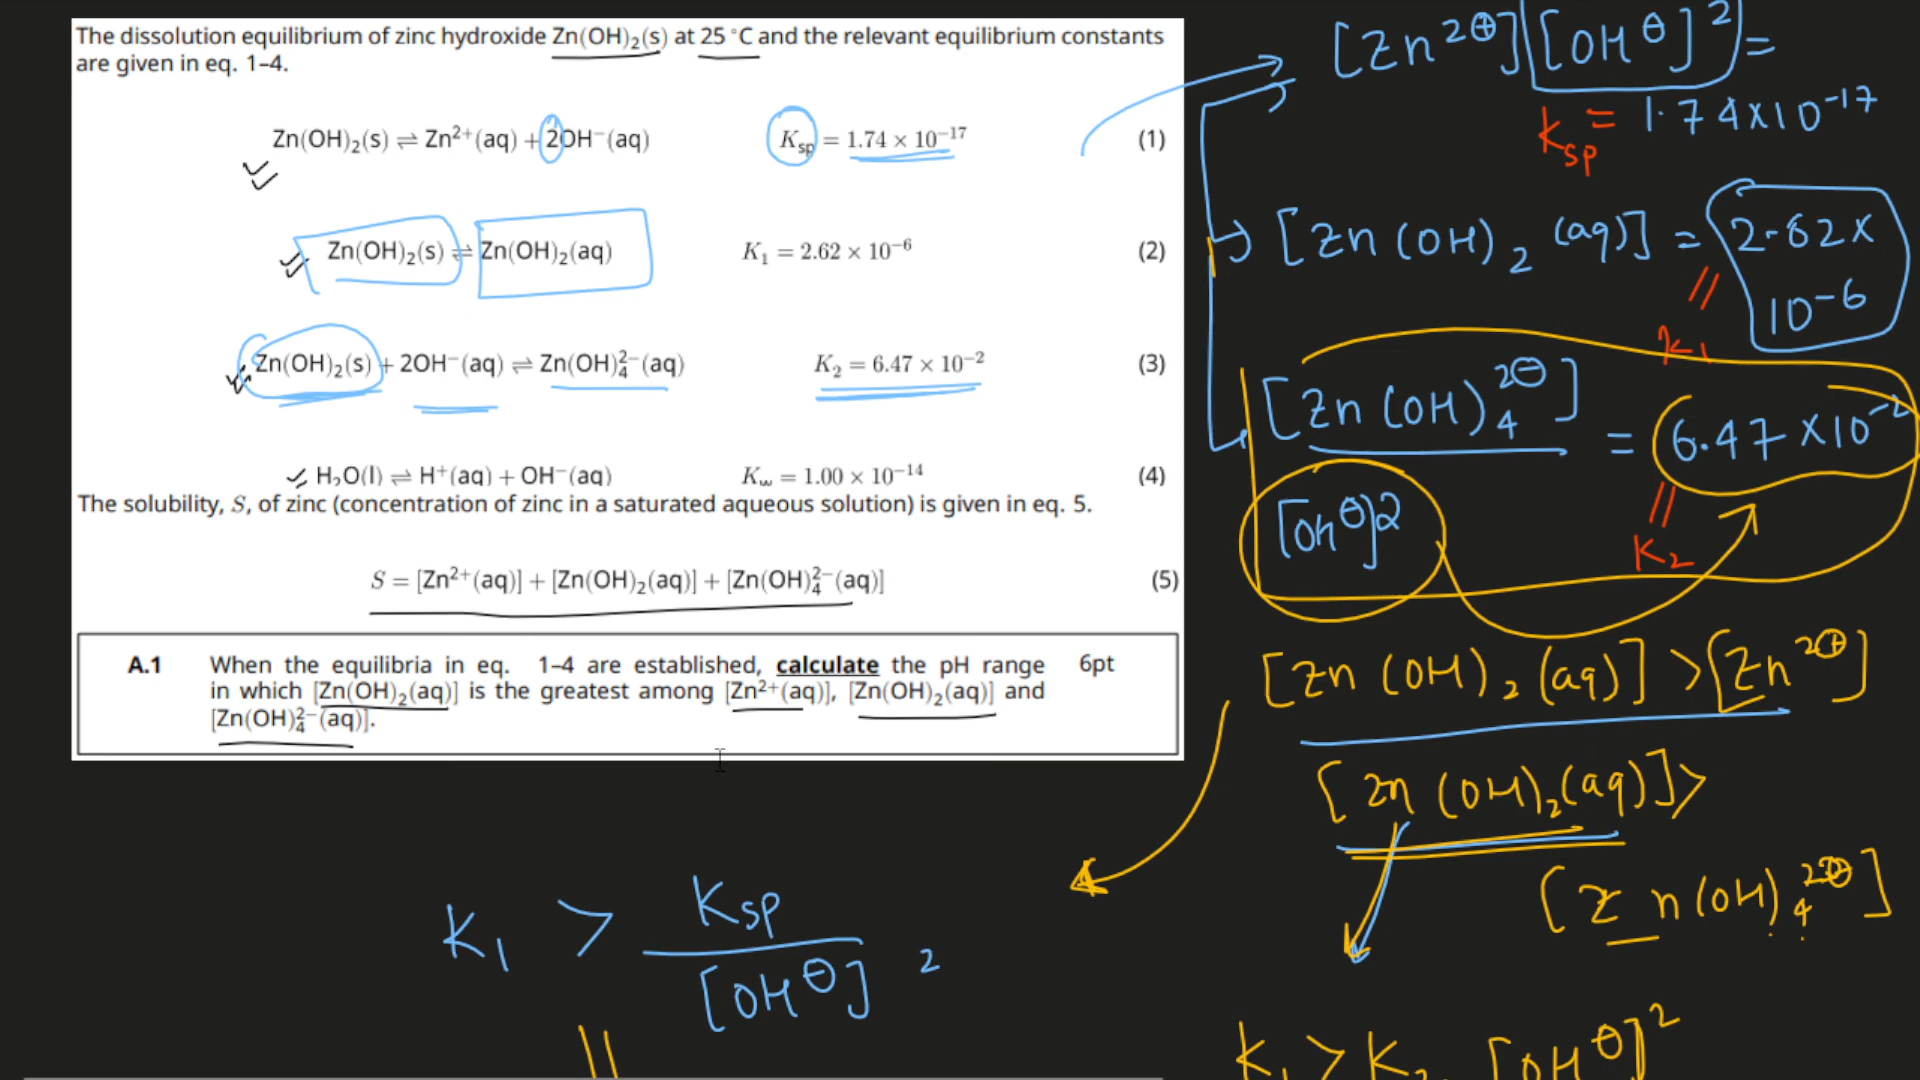 The dissolution equilibrium of zinc hydroxide Zn(OH)₂(s) at 25 °C and the relevant equilibrium constants
are given in eq. 1–4.
Zn(OH)₂(s) ⇌ Zn²⁺(aq) + 2OH⁻(aq) Kₛₚ = 1.74 × 10⁻¹⁷ (1)
Zn(OH)₂(s) ⇌ Zn(OH)₂(aq) K₁ = 2.62 × 10⁻⁶ (2)
Zn(OH)₂(s) + 2OH⁻(aq) ⇌ Zn(OH)₄²⁻(aq) K₂ = 6.47 × 10⁻² (3)
H₂O(l) ⇌ H⁺(aq) + OH⁻(aq) K_w = 1.00 × 10⁻¹⁴ (4)
The solubility, S, of zinc (concentration of zinc in a saturated aqueous solution) is given in eq. 5.
S = [Zn²⁺(aq)] + [Zn(OH)₂(aq)] + [Zn(OH)₄²⁻(aq)] (5)
A.1 When the equilibria in eq. 1–4 are established, calculate the pH range 6pt
in which [Zn(OH)₂(aq)] is the greatest among [Zn²⁺(aq)], [Zn(OH)₂(aq)] and
[Zn(OH)₄²⁻(aq)].
[Zn²⊕][OH⊖]² =
Ksp = 1.74×10⁻¹⁷
[Zn(OH)₂(aq)] = 2.62×
10⁻⁶
K₁
[Zn(OH)₄²⊖]
= 6.47×10⁻²
[OH⊖]2
K₂
[Zn(OH)₂(aq)] > [Zn²⊕]
[Zn(OH)₂(aq)] >
[Zn(OH)₄²⊖]
K₁ > Ksp
[OH⊖]²
K₁ > K₂ [OH⊖]²